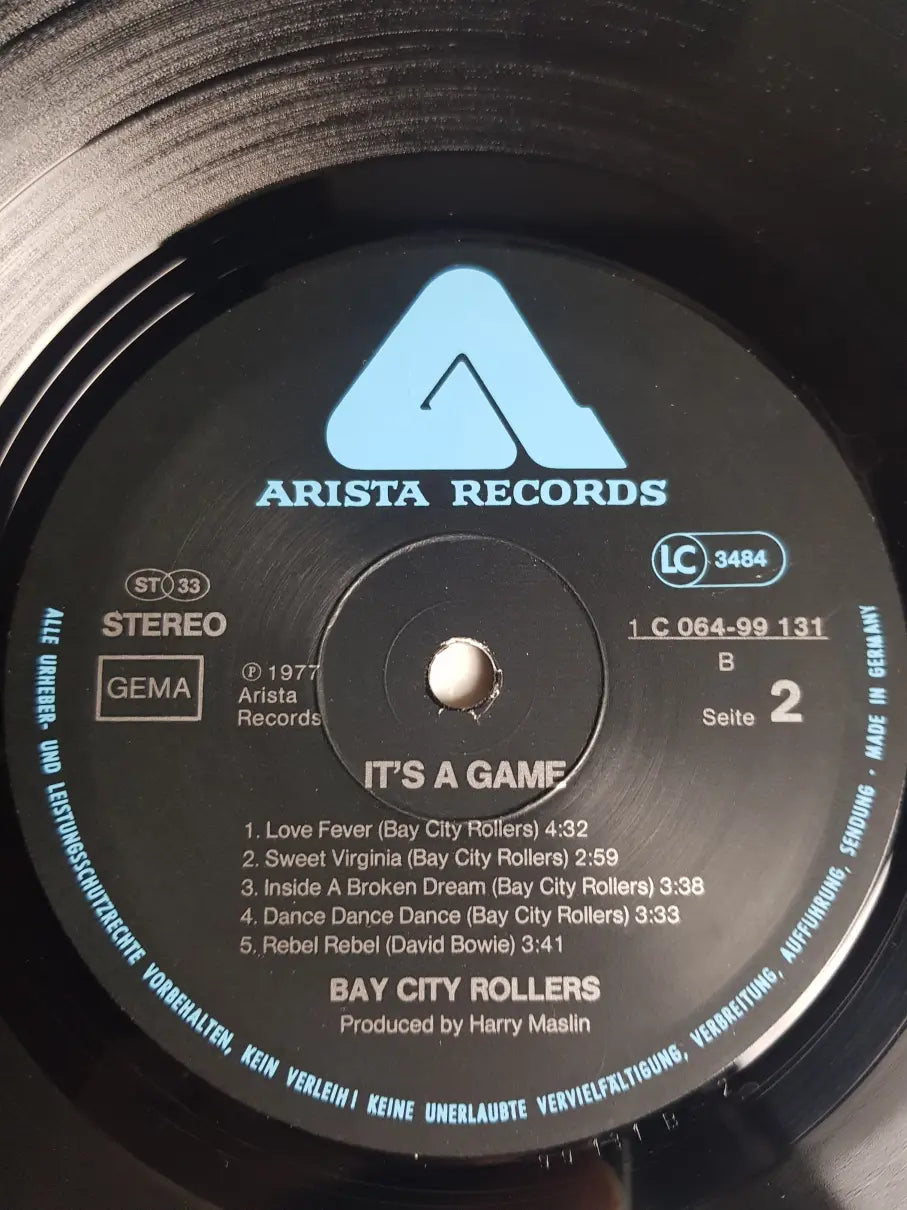 ARISTA RECORDS
LC 3484
ST 33
STEREO
GEMA
℗ 1977
Arista
Records
1 C 064-99 131
B
Seite 2
IT'S A GAME
1. Love Fever (Bay City Rollers) 4:32
2. Sweet Virginia (Bay City Rollers) 2:59
3. Inside A Broken Dream (Bay City Rollers) 3:38
4. Dance Dance Dance (Bay City Rollers) 3:33
5. Rebel Rebel (David Bowie) 3:41
BAY CITY ROLLERS
Produced by Harry Maslin
ALLE URHEBER- UND LEISTUNGSSCHUTZRECHTE VORBEHALTEN, KEIN VERLEIH! KEINE UNERLAUBTE VERVIELFÄLTIGUNG, VERBREITUNG, AUFFÜHRUNG, SENDUNG · MADE IN GERMANY